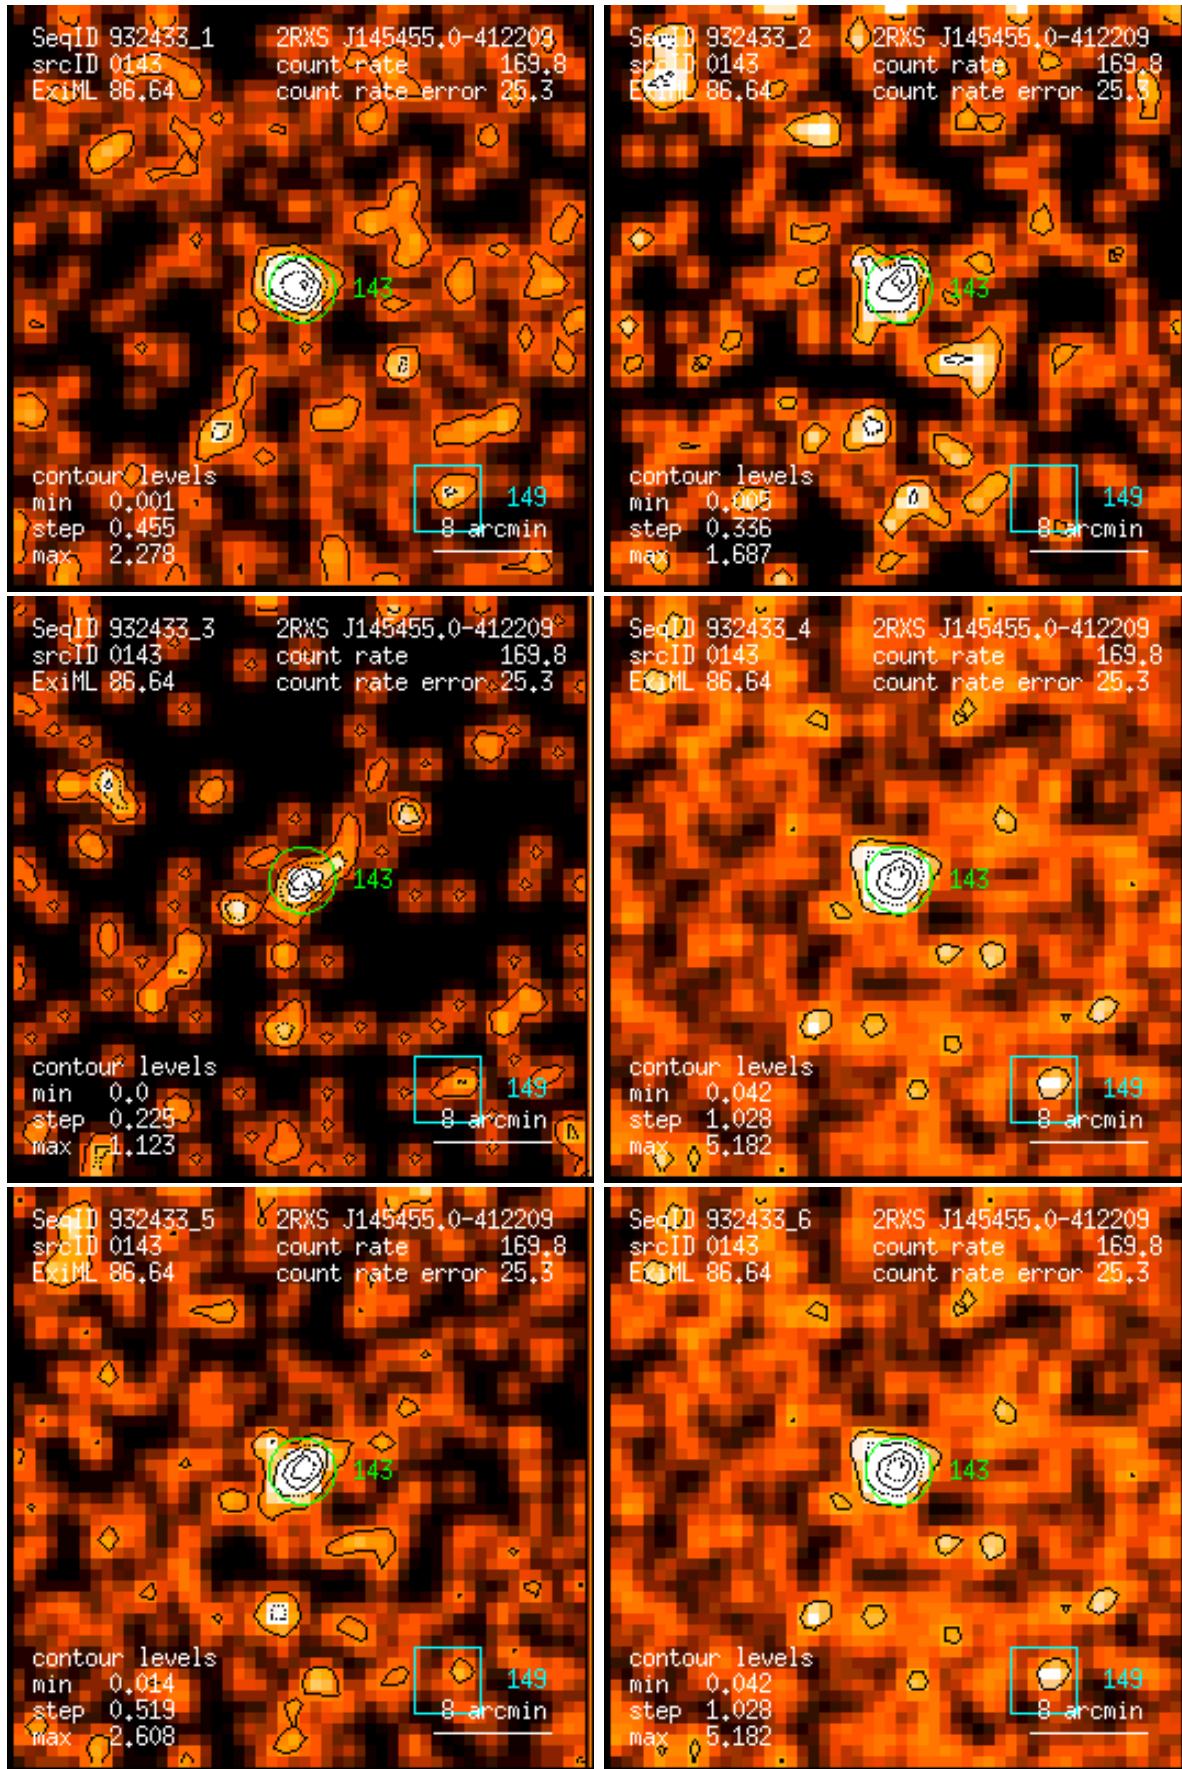 SeqID 932433_1 2RXS J145455.0-412209
srcID 0143 count rate 169.8
ExiML 86.64 count rate error 25.3
143
contour levels
min 0.001 149
step 0.455 8 arcmin
max 2.278
SeqID 932433_2 2RXS J145455.0-412209
srcID 0143 count rate 169.8
ExiML 86.64 count rate error 25.3
143
contour levels
min 0.005 149
step 0.336 8 arcmin
max 1.687
SeqID 932433_3 2RXS J145455.0-412209
srcID 0143 count rate 169.8
ExiML 86.64 count rate error 25.3
143
contour levels
min 0.0 149
step 0.225 8 arcmin
max 1.123
SeqID 932433_4 2RXS J145455.0-412209
srcID 0143 count rate 169.8
ExiML 86.64 count rate error 25.3
143
contour levels
min 0.042 149
step 1.028 8 arcmin
max 5.182
SeqID 932433_5 2RXS J145455.0-412209
srcID 0143 count rate 169.8
ExiML 86.64 count rate error 25.3
143
contour levels
min 0.014 149
step 0.519 8 arcmin
max 2.608
SeqID 932433_6 2RXS J145455.0-412209
srcID 0143 count rate 169.8
ExiML 86.64 count rate error 25.3
143
contour levels
min 0.042 149
step 1.028 8 arcmin
max 5.182